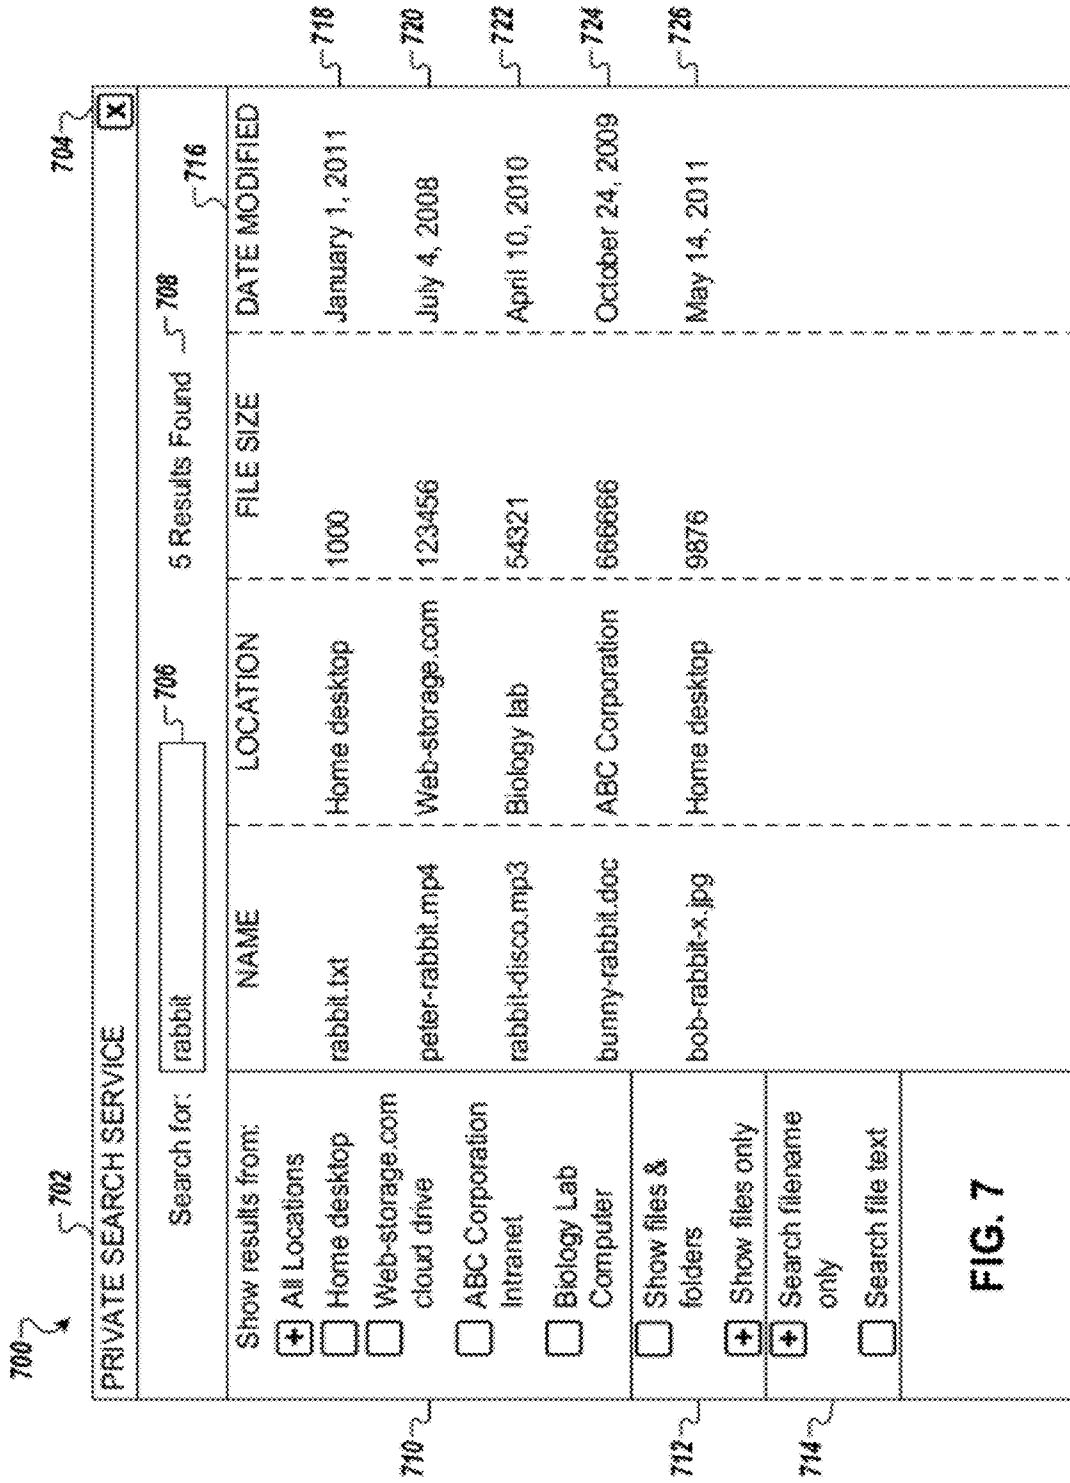 700
702
704
PRIVATE SEARCH SERVICE
X
Search for:
rabbit
706
5 Results Found
708
716
Show results from:
All Locations
Home desktop
Web-storage.com
cloud drive
ABC Corporation
Intranet
Biology Lab
Computer
710
Show files &
folders
Show files only
712
Search filename
only
Search file text
714
NAME LOCATION FILE SIZE DATE MODIFIED
rabbit.txt Home desktop 1000 January 1, 2011 718
peter-rabbit.mp4 Web-storage.com 123456 July 4, 2008 720
rabbit-disco.mp3 Biology lab 54321 April 10, 2010 722
bunny-rabbit.doc ABC Corporation 666666 October 24, 2009 724
bob-rabbit-x.jpg Home desktop 9876 May 14, 2011 726
FIG. 7